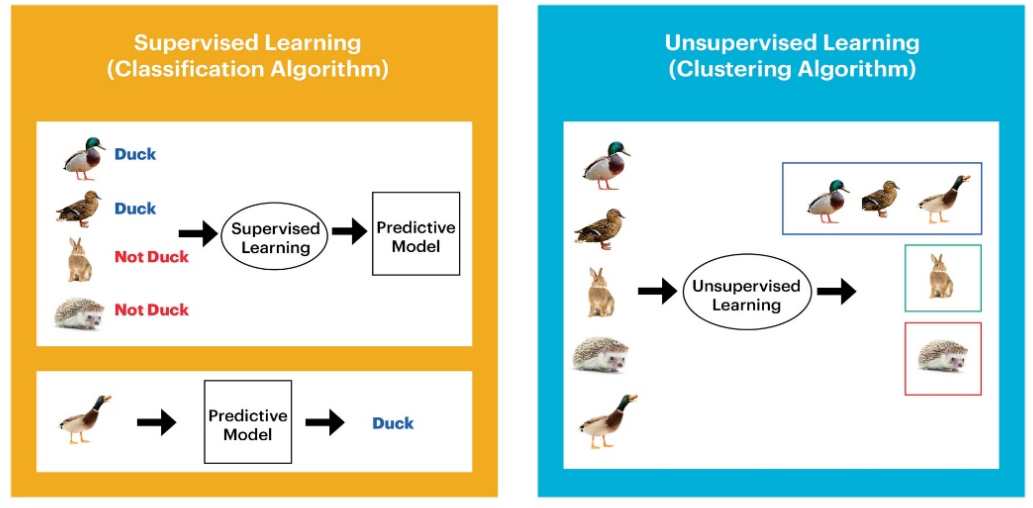 Supervised Learning
(Classification Algorithm)
Duck
Duck
Not Duck
Not Duck
Supervised
Learning
Predictive
Model
Predictive
Model
Duck
Unsupervised Learning
(Clustering Algorithm)
Unsupervised
Learning